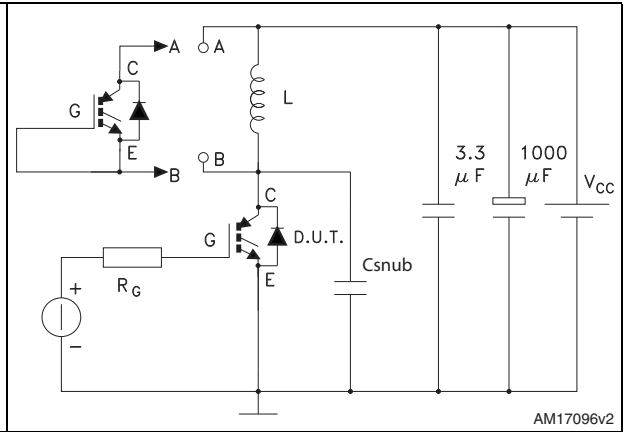 A
A
C
G
L
E
B
B
3.3
μF
1000
μF
VCC
C
G
D.U.T.
Csnub
E
RG
+
−
AM17096v2